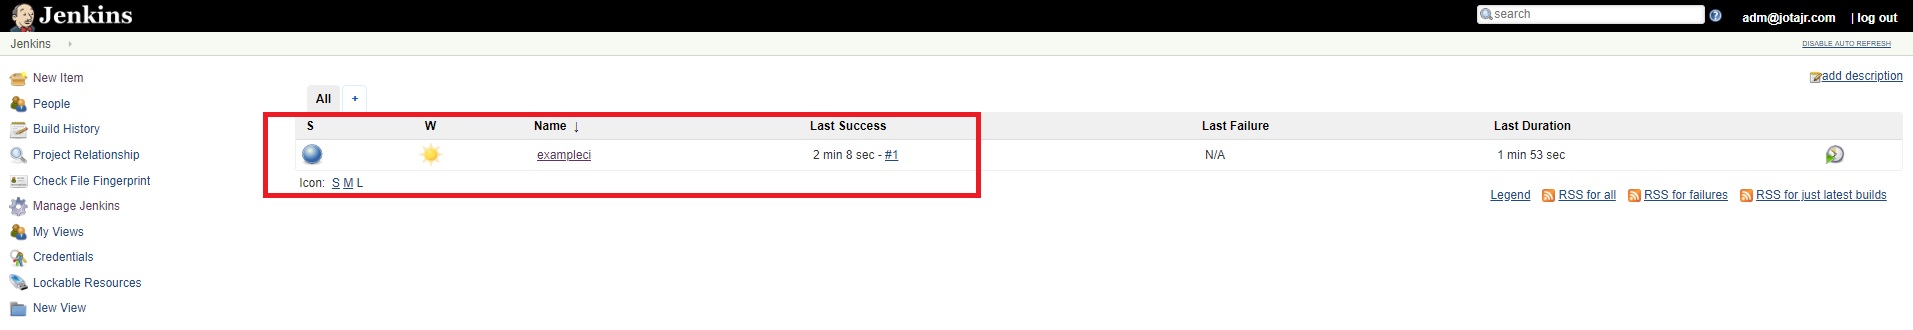 Jenkins
search
adm@jotajr.com | log out
Jenkins
DISABLE AUTO REFRESH
New Item
People
Build History
Project Relationship
Check File Fingerprint
Manage Jenkins
My Views
Credentials
Lockable Resources
New View
add description
All +
S W Name ↓ Last Success Last Failure Last Duration
exampleci 2 min 8 sec - #1 N/A 1 min 53 sec
Icon: S M L
Legend RSS for all RSS for failures RSS for just latest builds